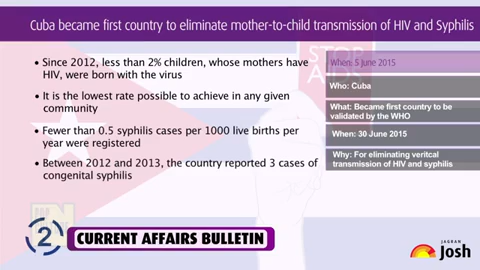 Cuba became first country to eliminate mother-to-child transmission of HIV and Syphilis
• Since 2012, less than 2% children, whose mothers have
HIV, were born with the virus
• It is the lowest rate possible to achieve in any given
community
• Fewer than 0.5 syphilis cases per 1000 live births per
year were registered
• Between 2012 and 2013, the country reported 3 cases of
congenital syphilis
STOP
AIDS
When: 5 June 2015
Who: Cuba
What: Became first country to be
validated by the WHO
When: 30 June 2015
Why: For eliminating veritcal
transmission of HIV and syphilis
2
CURRENT AFFAIRS BULLETIN
JAGRAN
Josh